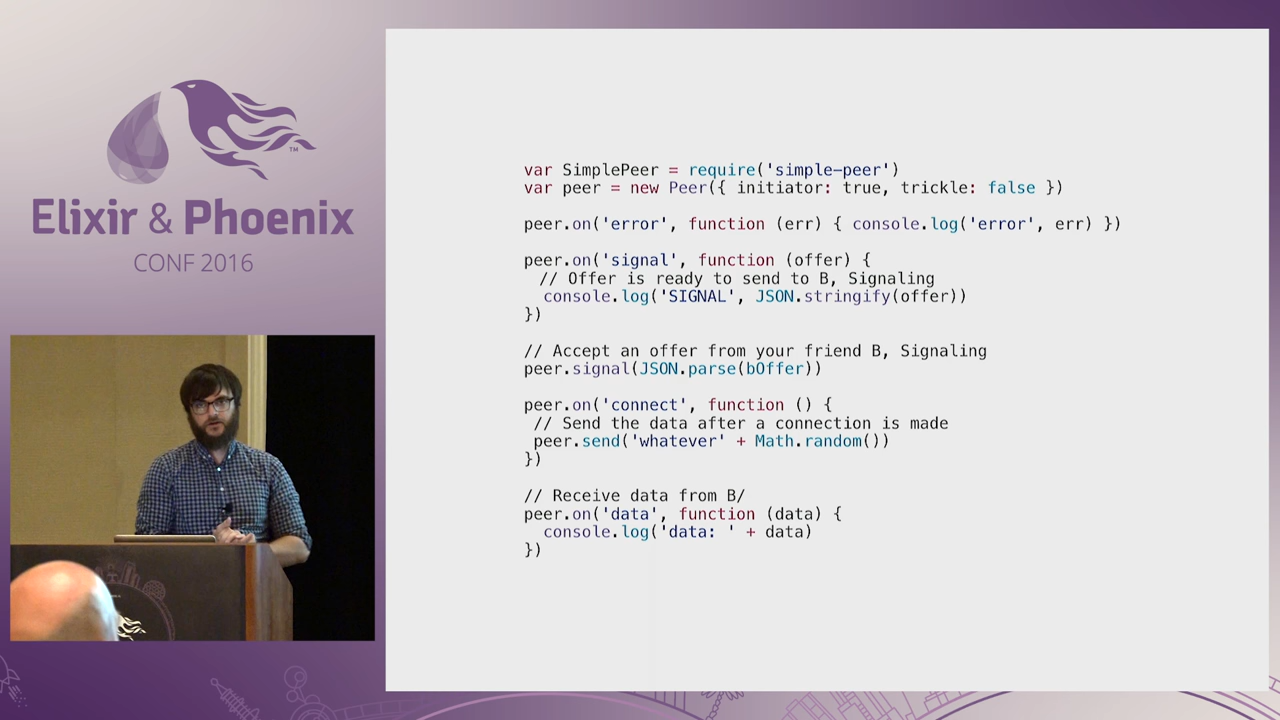 Elixir & Phoenix
CONF 2016
TM
var SimplePeer = require('simple-peer')
var peer = new Peer({ initiator: true, trickle: false })
peer.on('error', function (err) { console.log('error', err) })
peer.on('signal', function (offer) {
// Offer is ready to send to B, Signaling
console.log('SIGNAL', JSON.stringify(offer))
})
// Accept an offer from your friend B, Signaling
peer.signal(JSON.parse(bOffer))
peer.on('connect', function () {
// Send the data after a connection is made
peer.send('whatever' + Math.random())
})
// Receive data from B/
peer.on('data', function (data) {
console.log('data: ' + data)
})